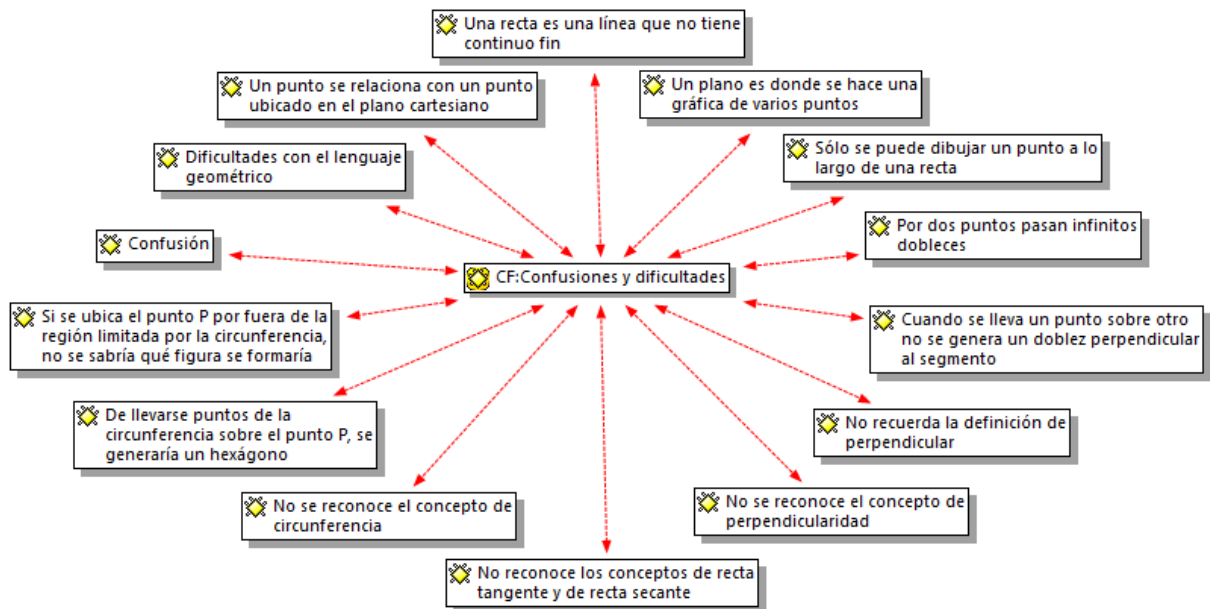 Una recta es una línea que no tiene
continuo fin
Un punto se relaciona con un punto
ubicado en el plano cartesiano
Un plano es donde se hace una
gráfica de varios puntos
Dificultades con el lenguaje
geométrico
Sólo se puede dibujar un punto a lo
largo de una recta
Confusión
Por dos puntos pasan infinitos
dobleces
CF:Confusiones y dificultades
Si se ubica el punto P por fuera de la
región limitada por la circunferencia,
no se sabría qué figura se formaría
Cuando se lleva un punto sobre otro
no se genera un doblez perpendicular
al segmento
De llevarse puntos de la
circunferencia sobre el punto P, se
generaría un hexágono
No recuerda la definición de
perpendicular
No se reconoce el concepto de
circunferencia
No se reconoce el concepto de
perpendicularidad
No reconoce los conceptos de recta
tangente y de recta secante